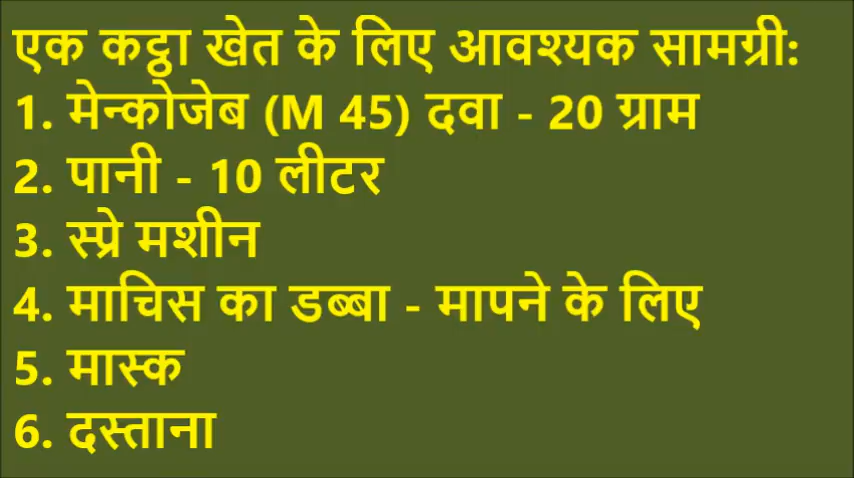 एक कट्ठा खेत के लिए आवश्यक सामग्री:
1. मेन्कोजेब (M 45) दवा - 20 ग्राम
2. पानी - 10 लीटर
3. स्प्रे मशीन
4. माचिस का डब्बा - मापने के लिए
5. मास्क
6. दस्ताना